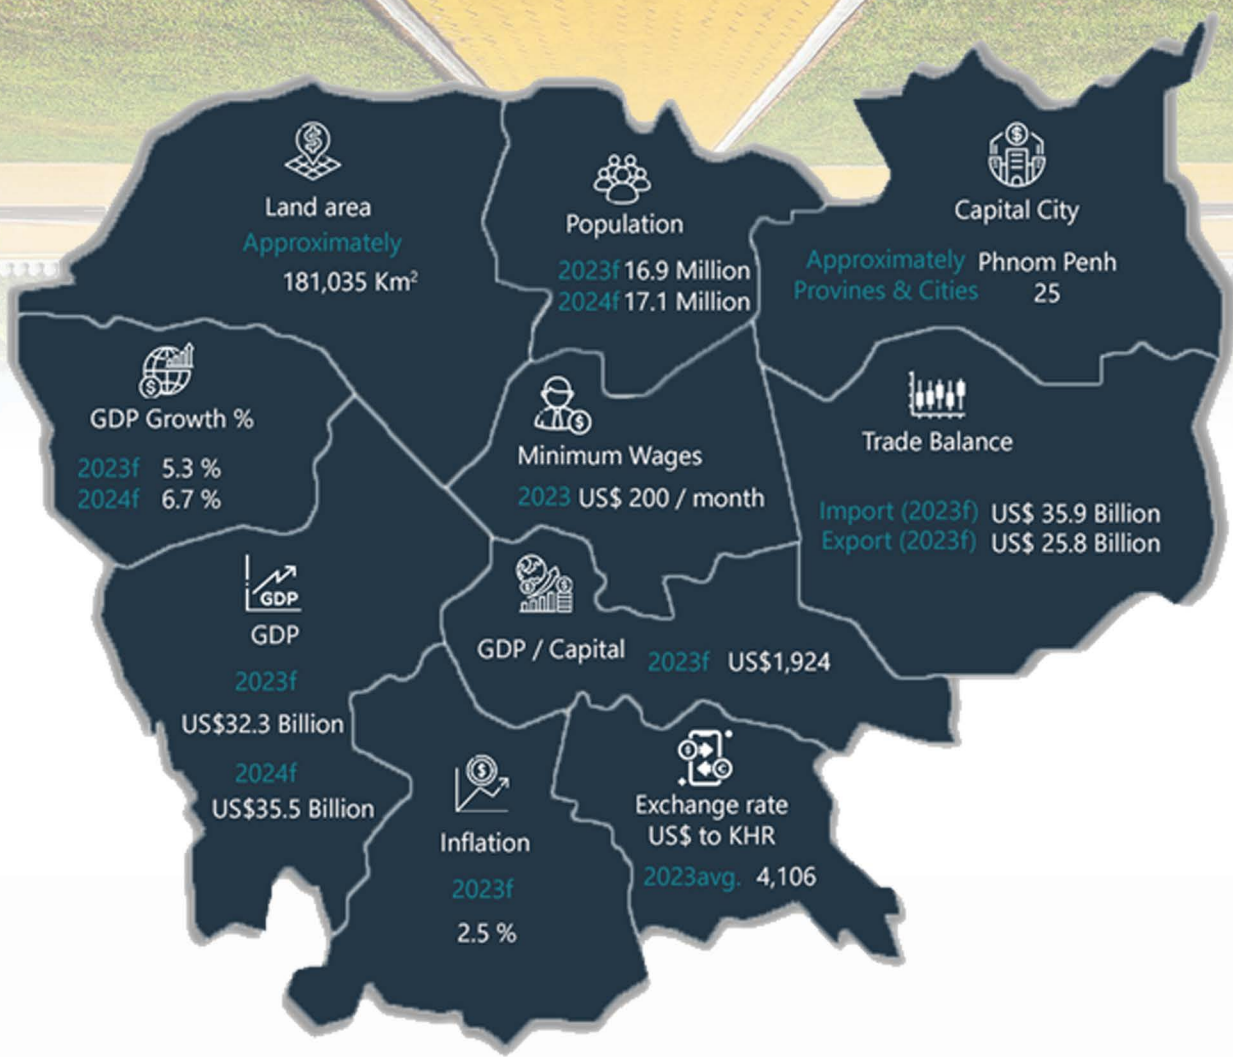 Land area
Approximately
181,035 Km²
Population
2023f 16.9 Million
2024f 17.1 Million
Capital City
Approximately Phnom Penh
Provines & Cities 25
GDP Growth %
2023f 5.3 %
2024f 6.7 %
Minimum Wages
2023 US$ 200 / month
Trade Balance
Import (2023f) US$ 35.9 Billion
Export (2023f) US$ 25.8 Billion
GDP
GDP
2023f
US$32.3 Billion
2024f
US$35.5 Billion
GDP / Capital 2023f US$1,924
Inflation
2023f
2.5 %
Exchange rate
US$ to KHR
2023avg. 4,106